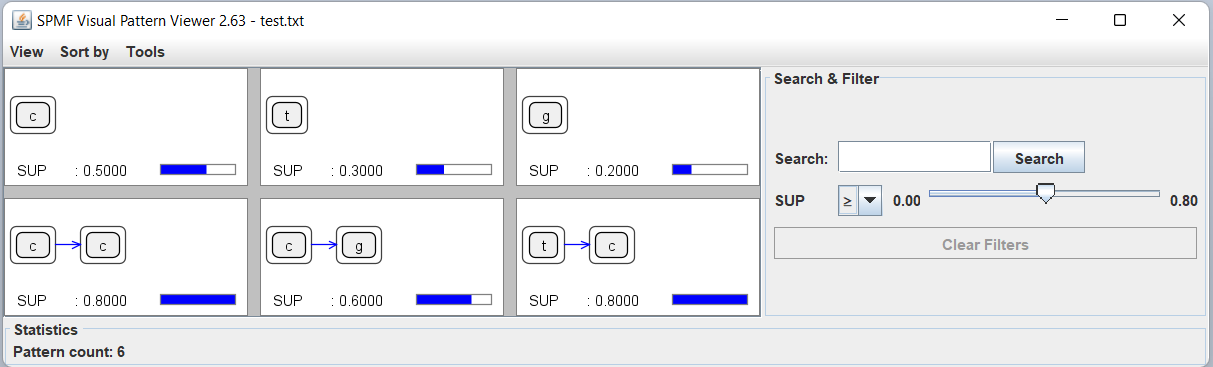 SPMF Visual Pattern Viewer 2.63 - test.txt
View Sort by Tools
c
SUP : 0.5000
t
SUP : 0.3000
g
SUP : 0.2000
c c
SUP : 0.8000
c g
SUP : 0.6000
t c
SUP : 0.8000
Search & Filter
Search: Search
SUP ≥ 0.00 0.80
Clear Filters
Statistics
Pattern count: 6